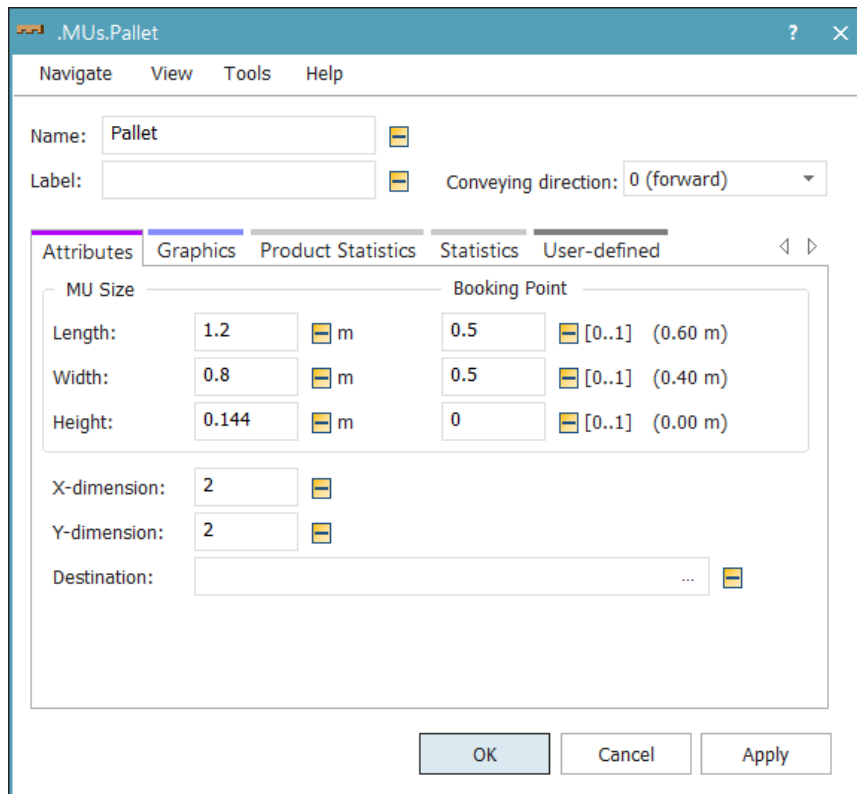 .MUs.Pallet ? ×
Navigate View Tools Help
Name: Pallet
Label: Conveying direction: 0 (forward)
Attributes Graphics Product Statistics Statistics User-defined
MU Size Booking Point
Length: 1.2 m 0.5 [0..1] (0.60 m)
Width: 0.8 m 0.5 [0..1] (0.40 m)
Height: 0.144 m 0 [0..1] (0.00 m)
X-dimension: 2
Y-dimension: 2
Destination: ...
OK Cancel Apply